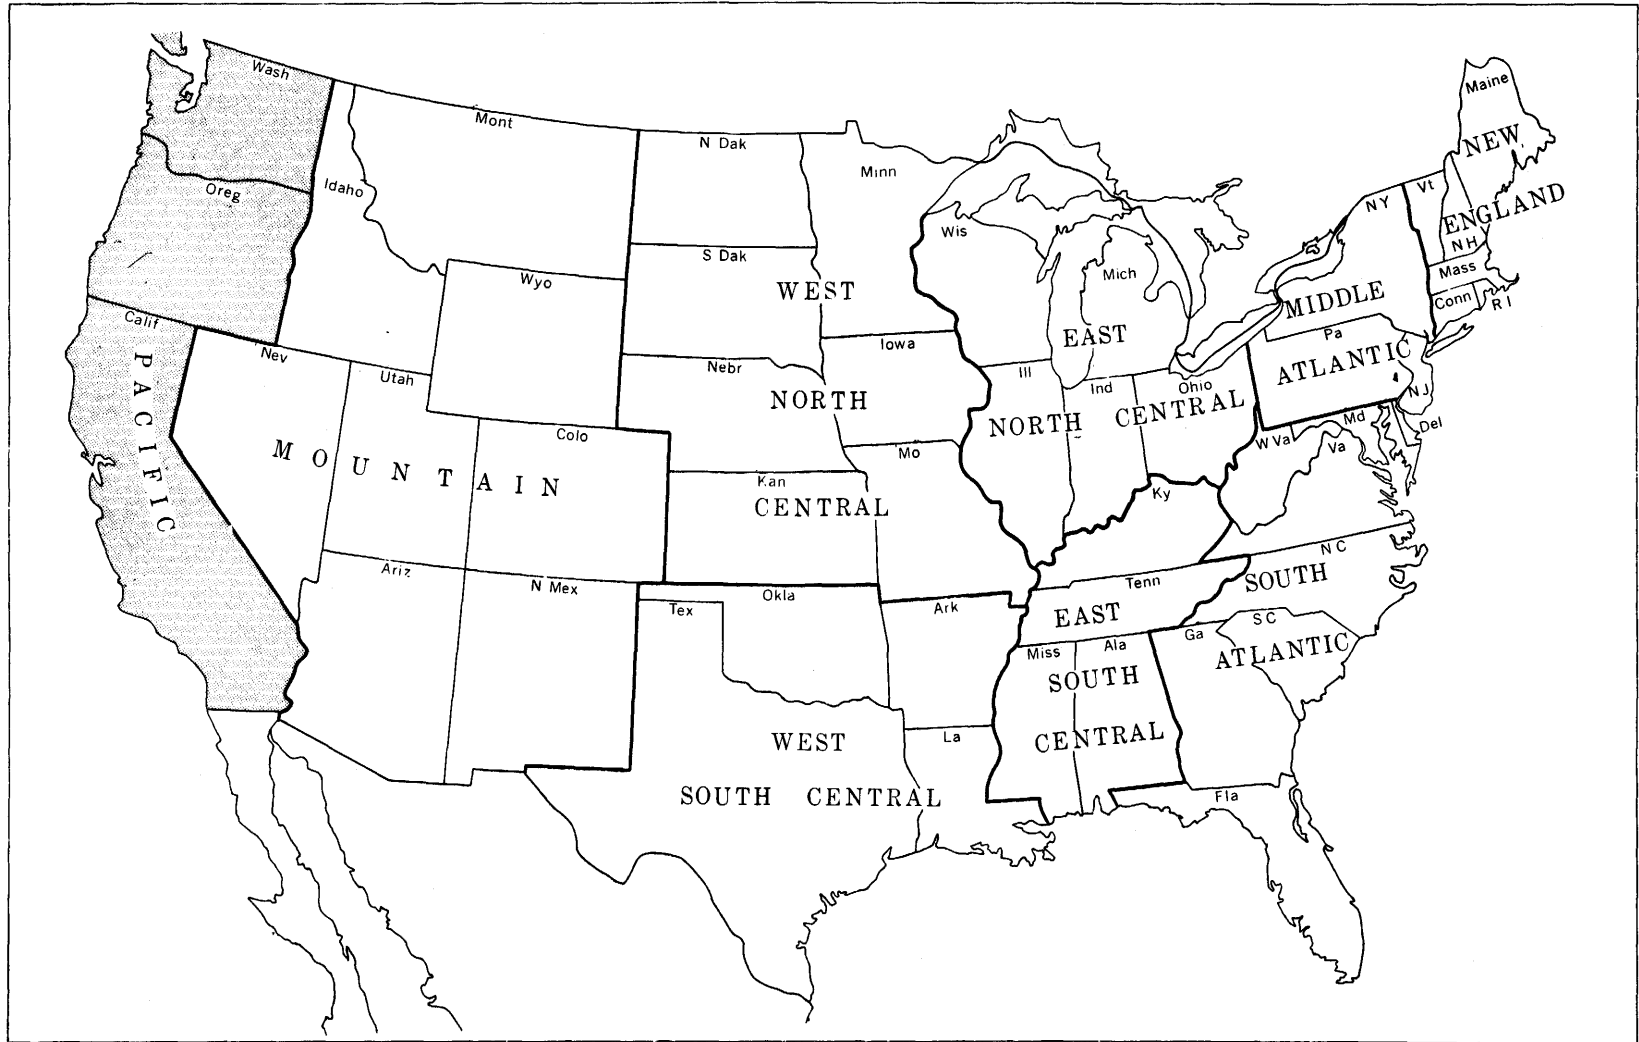 Wash
Mont
Oreg
Idaho
N Dak
Minn
S Dak
Wyo
Calif
Nev
Utah
PACIFIC
MOUNTAIN
Colo
Nebr
Iowa
WEST
NORTH
CENTRAL
Kan
Mo
Wis
Mich
EAST
NORTH CENTRAL
Ill
Ind
Ohio
Maine
NEW
ENGLAND
Vt
NH
Mass
Conn
R I
NY
MIDDLE
ATLANTIC
Pa
NJ
Md
Del
W Va
Va
Ky
N C
SOUTH
ATLANTIC
S C
Ga
Fla
Tenn
EAST
SOUTH
CENTRAL
Miss
Ala
Ariz
N Mex
Okla
Tex
Ark
La
WEST
SOUTH CENTRAL